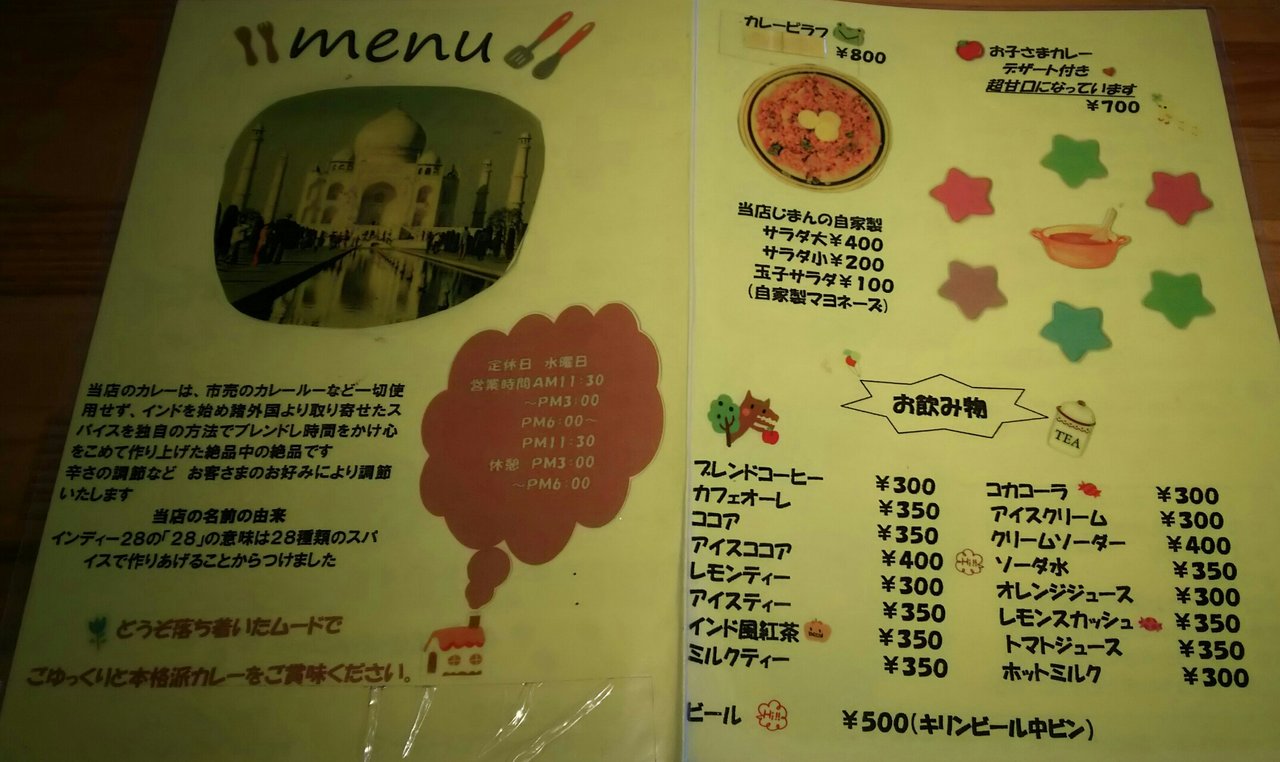 menu
当店のカレーは、市売のカレールーなど一切使
用せず、インドを始め諸外国より取り寄せたス
パイスを独自の方法でブレンドし時間をかけ心
をこめて作り上げた絶品中の絶品です
辛さの調節など お客さまのお好みにより調節
いたします
当店の名前の由来
インディー28の「28」の意味は28種類のスパ
イスで作りあげることからつけました
定休日 水曜日
営業時間AM11:30
～PM3:00
PM6:00～
PM11:30
休憩 PM3:00
～PM6:00
どうぞ落ち着いたムードで
ごゆっくりと本格派カレーをご賞味ください。
カレーピラフ
¥800
お子さまカレー
デザート付き
超甘口になっています
¥700
当店じまんの自家製
サラダ大¥400
サラダ小¥200
玉子サラダ¥100
(自家製マヨネーズ)
お飲み物
TEA
ブレンドコーヒー ¥300
カフェオーレ ¥350
ココア ¥350
アイスココア ¥400
レモンティー ¥300
アイスティー ¥350
インド風紅茶 ¥350
ミルクティー ¥350
コカコーラ ¥300
アイスクリーム ¥300
クリームソーダー ¥400
ソーダ水 ¥350
オレンジジュース ¥300
レモンスカッシュ ¥350
トマトジュース ¥350
ホットミルク ¥300
ビール ¥500(キリンビール中ビン)